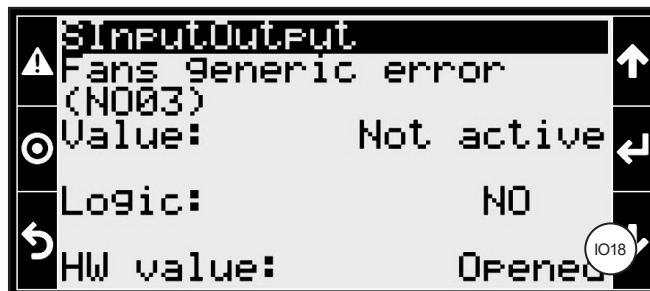 SInputOutput
Fans generic error
(NO03)
Value: Not active
Logic: NO
HW value: Opened
IO18